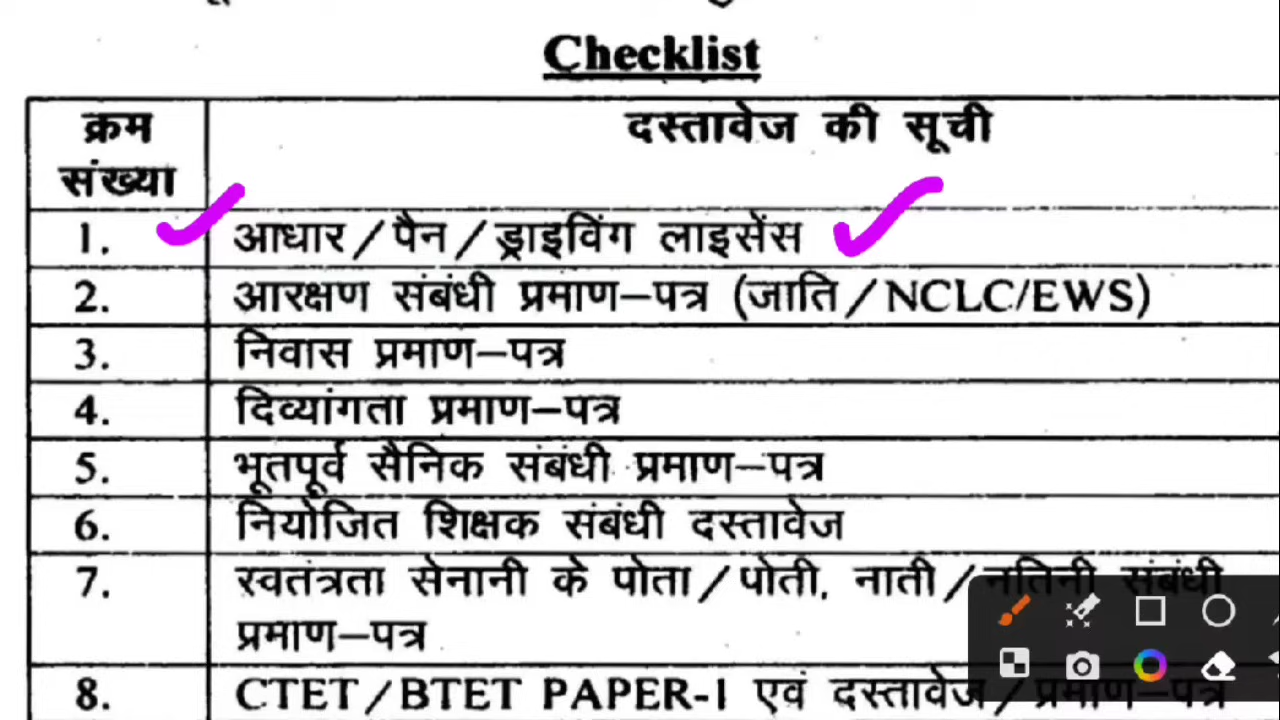 Checklist
क्रम
संख्या
दस्तावेज की सूची
1. आधार/पैन/ड्राइविंग लाइसेंस
2. आरक्षण संबंधी प्रमाण–पत्र (जाति/NCLC/EWS)
3. निवास प्रमाण–पत्र
4. दिव्यांगता प्रमाण–पत्र
5. भूतपूर्व सैनिक संबंधी प्रमाण–पत्र
6. नियोजित शिक्षक संबंधी दस्तावेज
7. स्वतंत्रता सेनानी के पोता/पोती, नाती/नतिनी संबंधी
प्रमाण–पत्र
8. CTET/BTET PAPER-I एवं दस्तावेज/प्रमाण–पत्र